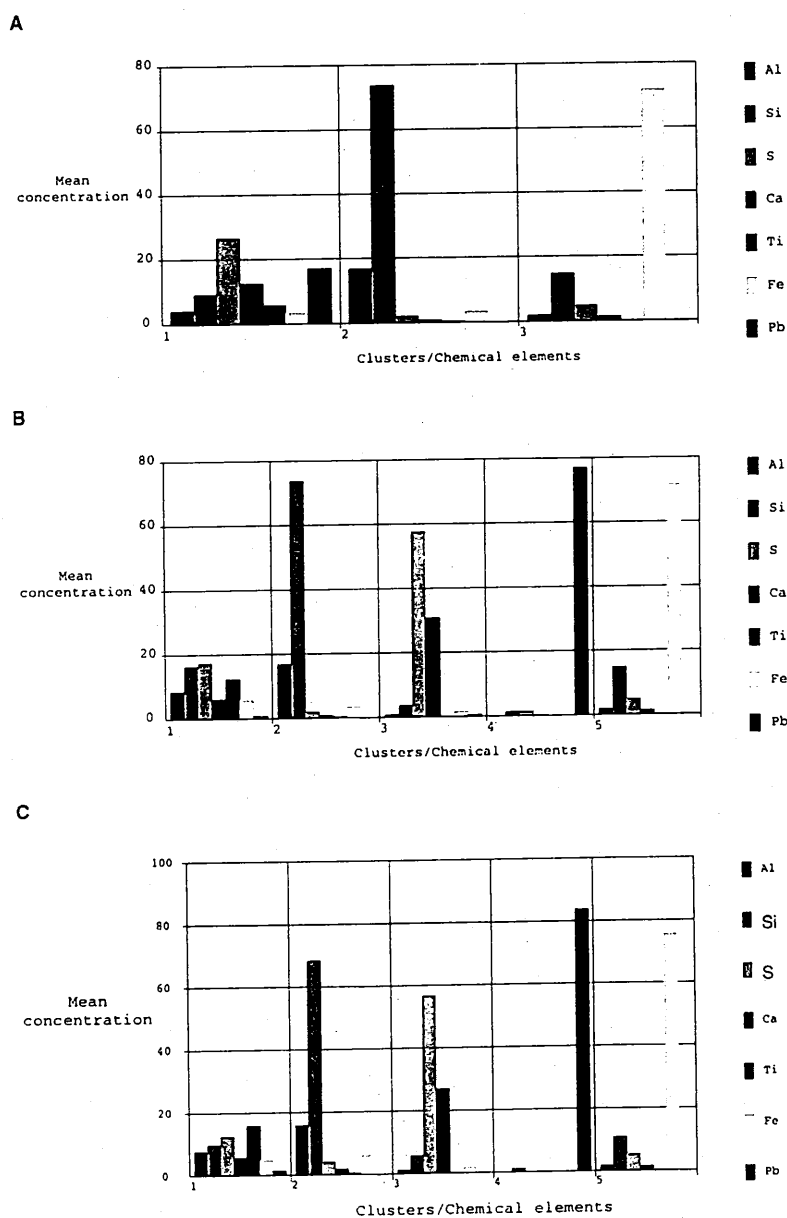 A
80
60
40
20
0
Mean
concentration
1
2
3
Clusters/Chemical elements
Al
Si
S
Ca
Ti
Fe
Pb
B
80
60
40
20
0
Mean
concentration
1
2
3
4
5
Clusters/Chemical elements
Al
Si
S
Ca
Ti
Fe
Pb
C
100
80
60
40
20
0
Mean
concentration
1
2
3
4
5
Clusters/Chemical elements
Al
Si
S
Ca
Ti
Fe
Pb